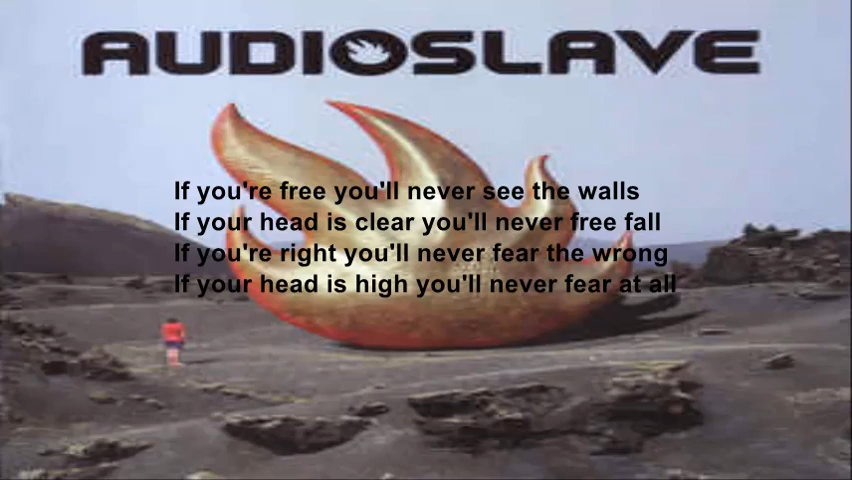 AUDIOSLAVE
If you're free you'll never see the walls
If your head is clear you'll never free fall
If you're right you'll never fear the wrong
If your head is high you'll never fear at all